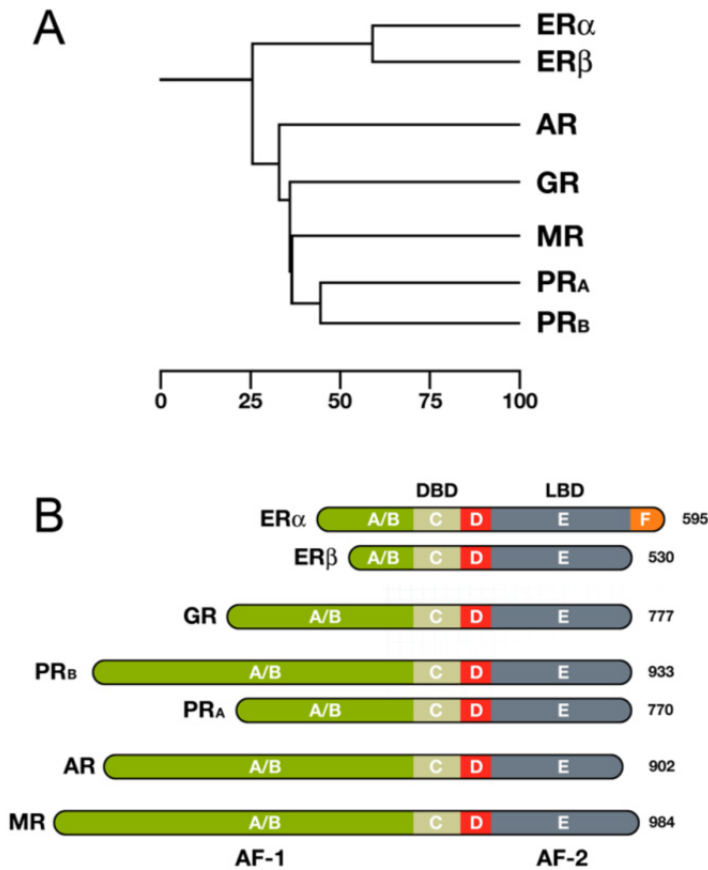 A
ERα
ERβ
AR
GR
MR
PRA
PRB
0 25 50 75 100
B
DBD LBD
ERα A/B C D E F 595
ERβ A/B C D E 530
GR A/B C D E 777
PRB A/B C D E 933
PRA A/B C D E 770
AR A/B C D E 902
MR A/B C D E 984
AF-1 AF-2